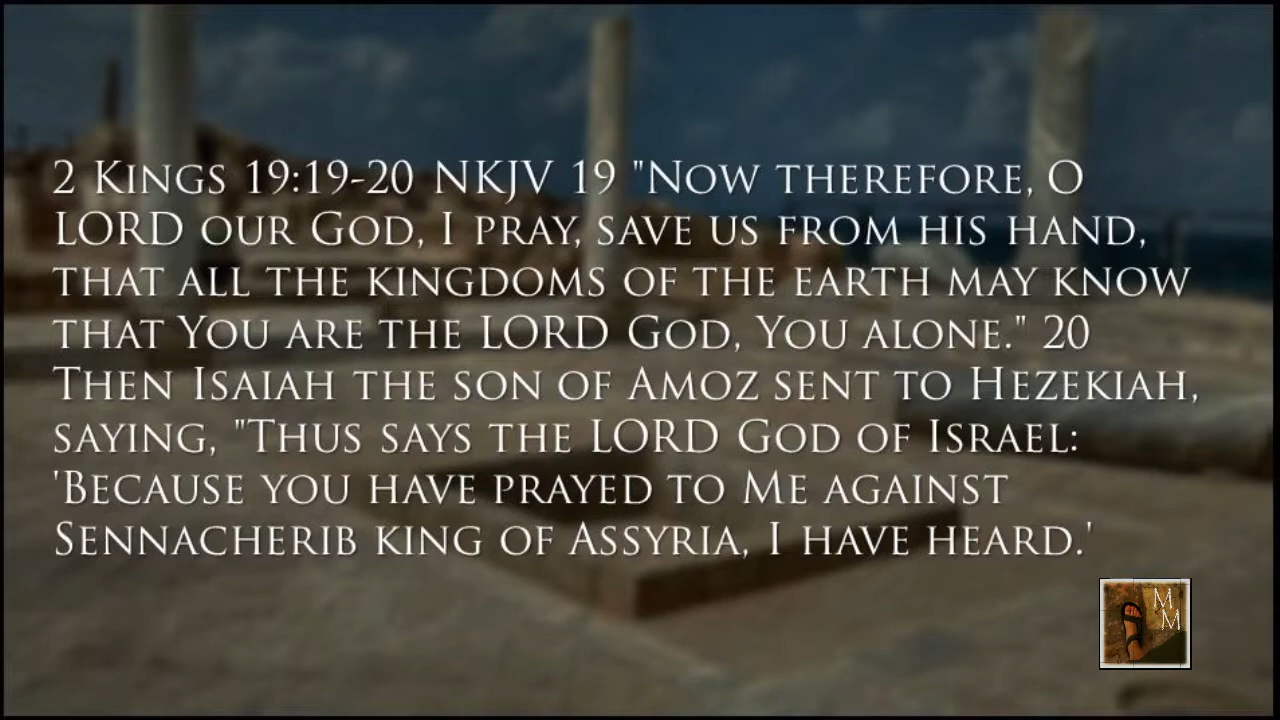 2 Kings 19:19-20 NKJV 19 "Now therefore, O
LORD our God, I pray, save us from his hand,
that all the kingdoms of the earth may know
that You are the LORD God, You alone." 20
Then Isaiah the son of Amoz sent to Hezekiah,
saying, "Thus says the LORD God of Israel:
'Because you have prayed to Me against
Sennacherib king of Assyria, I have heard.'
M
M